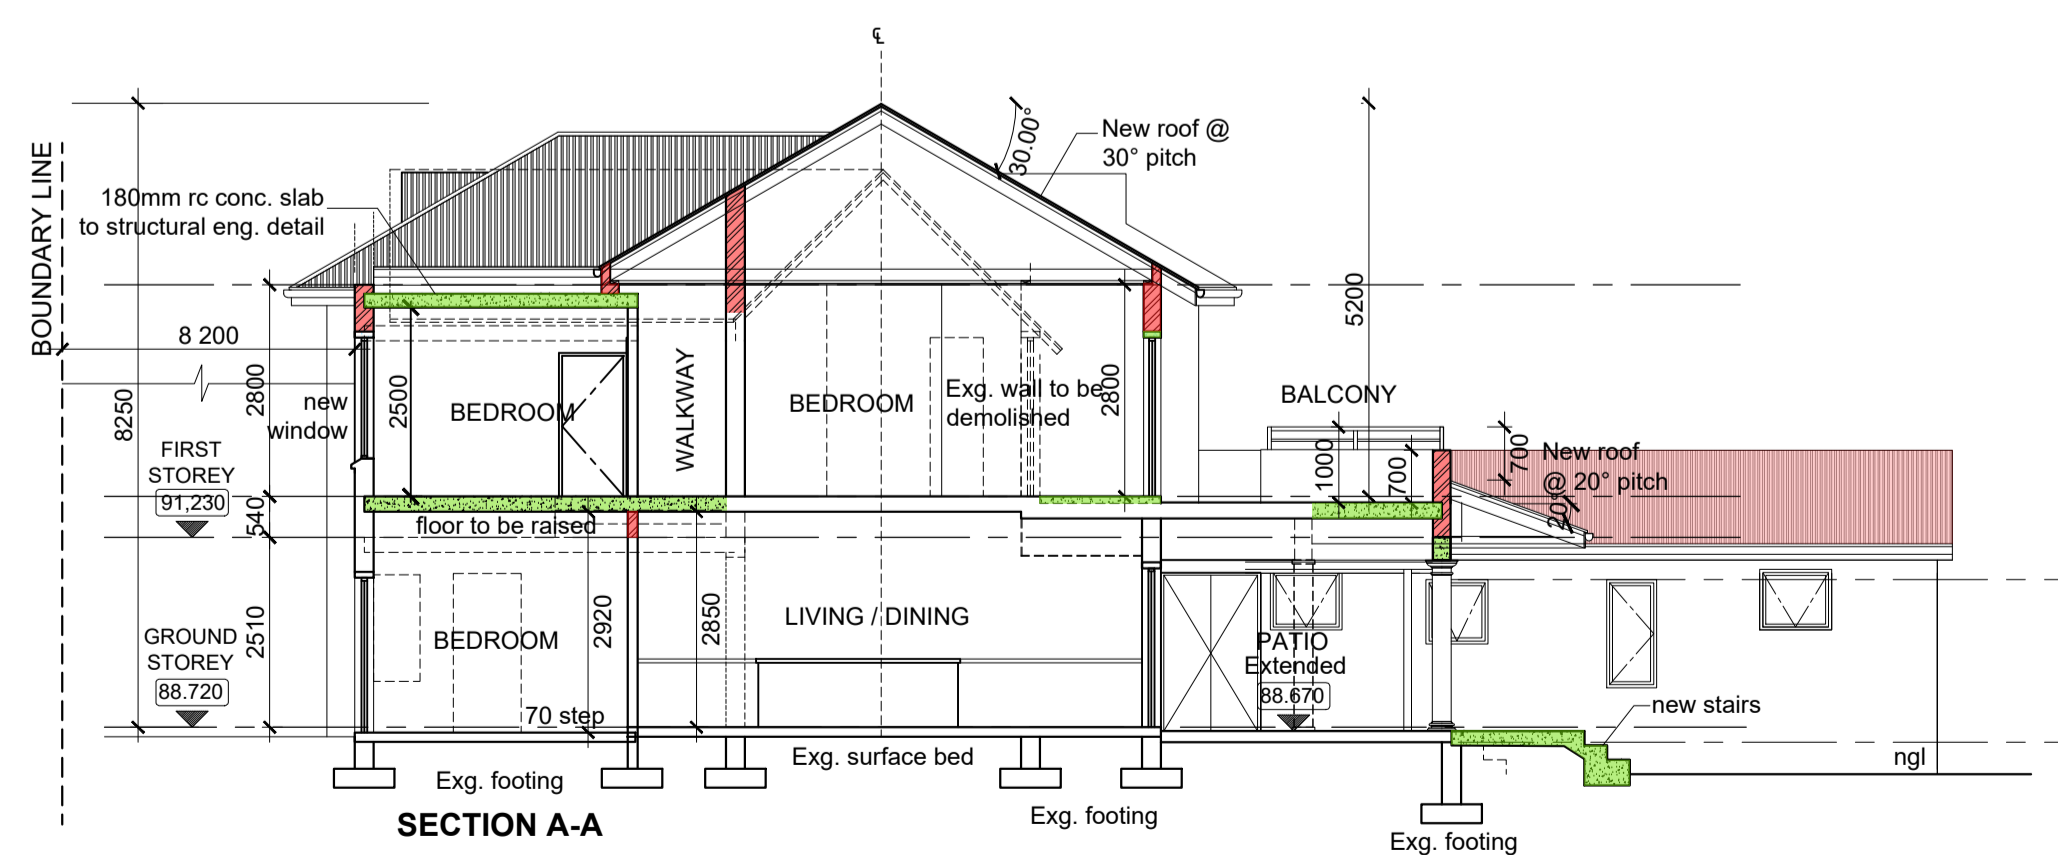 ℄
BOUNDARY LINE
8250
180mm rc conc. slab
to structural eng. detail
30.00°
New roof @
30° pitch
5200
8 200
2800
2500
new
window
BEDROOM
WALKWAY
BEDROOM
Exg. wall to be
demolished
2800
BALCONY
1000
700
700
New roof
@ 20° pitch
20°
FIRST
STOREY
91,230
540
floor to be raised
GROUND
STOREY
88.720
2510
BEDROOM
2920
2850
LIVING / DINING
PATIO
Extended
88.670
70 step
new stairs
ngl
Exg. footing
Exg. surface bed
Exg. footing
Exg. footing
SECTION A-A